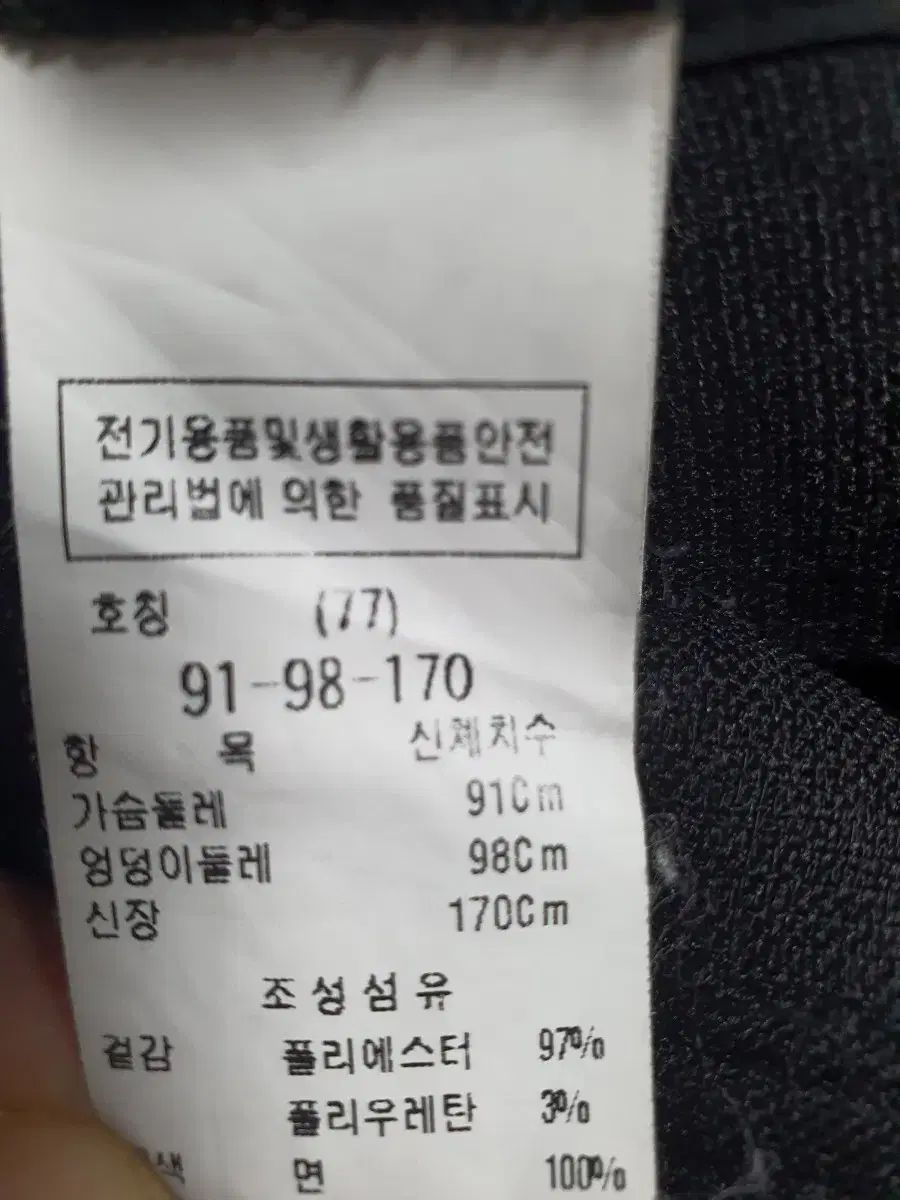 전기용품및생활용품안전
관리법에 의한 품질표시
호칭 (77)
91-98-170
항 목 신체치수
가슴둘레 91Cm
엉덩이둘레 98Cm
신장 170Cm
조성섬유
겉감 폴리에스터 97%
폴리우레탄 3%
면 100%